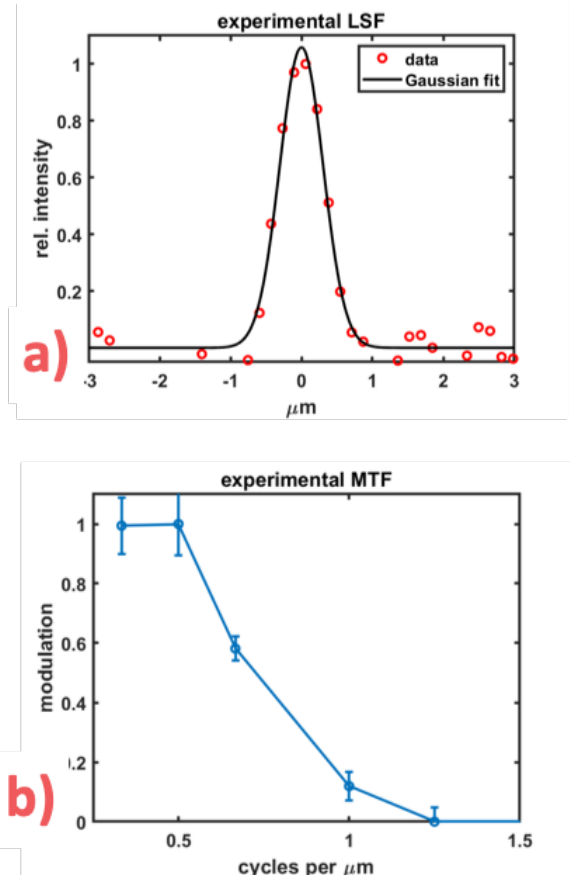 experimental LSF
data
Gaussian fit
1
0.8
0.6
0.4
0.2
rel. intensity
a)
-3 -2 -1 0 1 2 3
μm
experimental MTF
1
0.8
0.6
0.4
.2
0
modulation
b)
0.5 1 1.5
cycles per μm